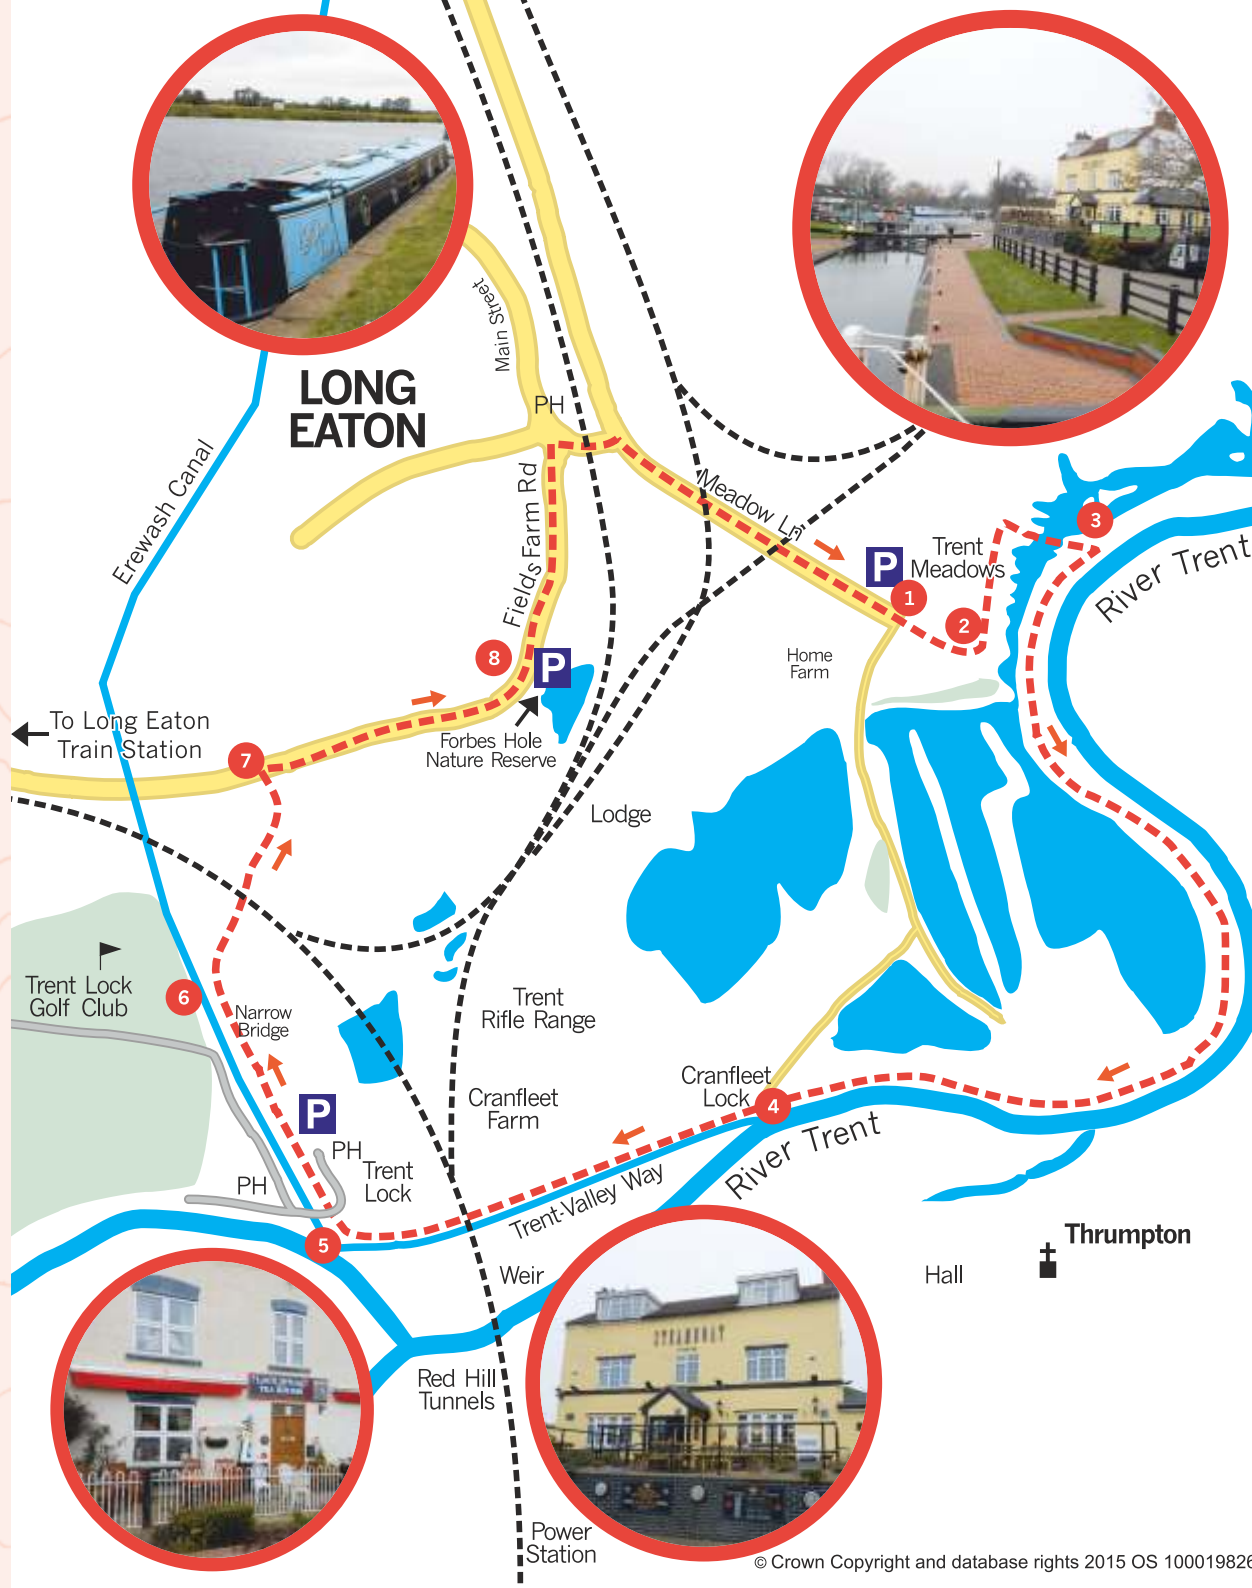 Main Street
LONG
EATON
PH
Erewash Canal
Fields Farm Rd
Meadow Ln
P
Trent
Meadows
1
2
3
River Trent
8
P
Home
Farm
To Long Eaton
Train Station
7
Forbes Hole
Nature Reserve
Lodge
Trent Lock
Golf Club
6
Narrow
Bridge
Trent
Rifle Range
P
Cranfleet
Farm
Cranfleet
Lock
4
River Trent
PH
PH
Trent
Lock
Trent-Valley Way
5
Weir
Thrumpton
Hall
STEAMBOAT
Red Hill
Tunnels
Power
Station
© Crown Copyright and database rights 2015 OS 100019826